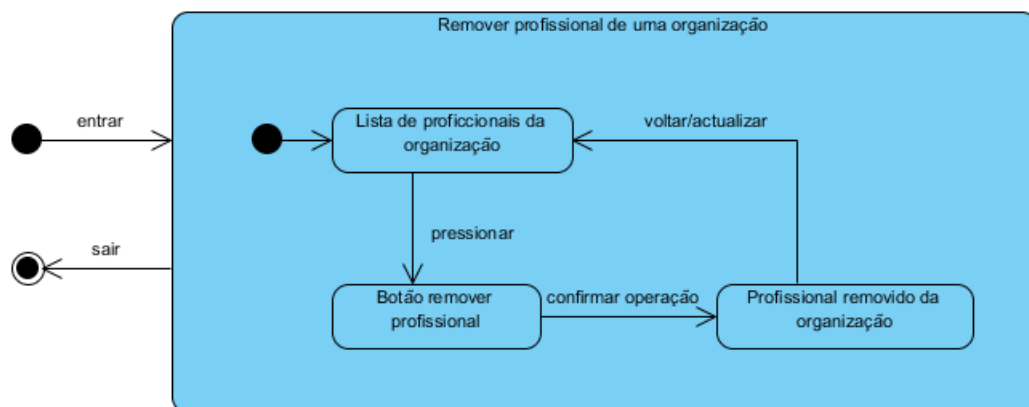 Remover profissional de uma organização
entrar
Lista de proficcionais da
organização
voltar/actualizar
sair
pressionar
Botão remover
profissional
confirmar operação
Profissional removido da
organização